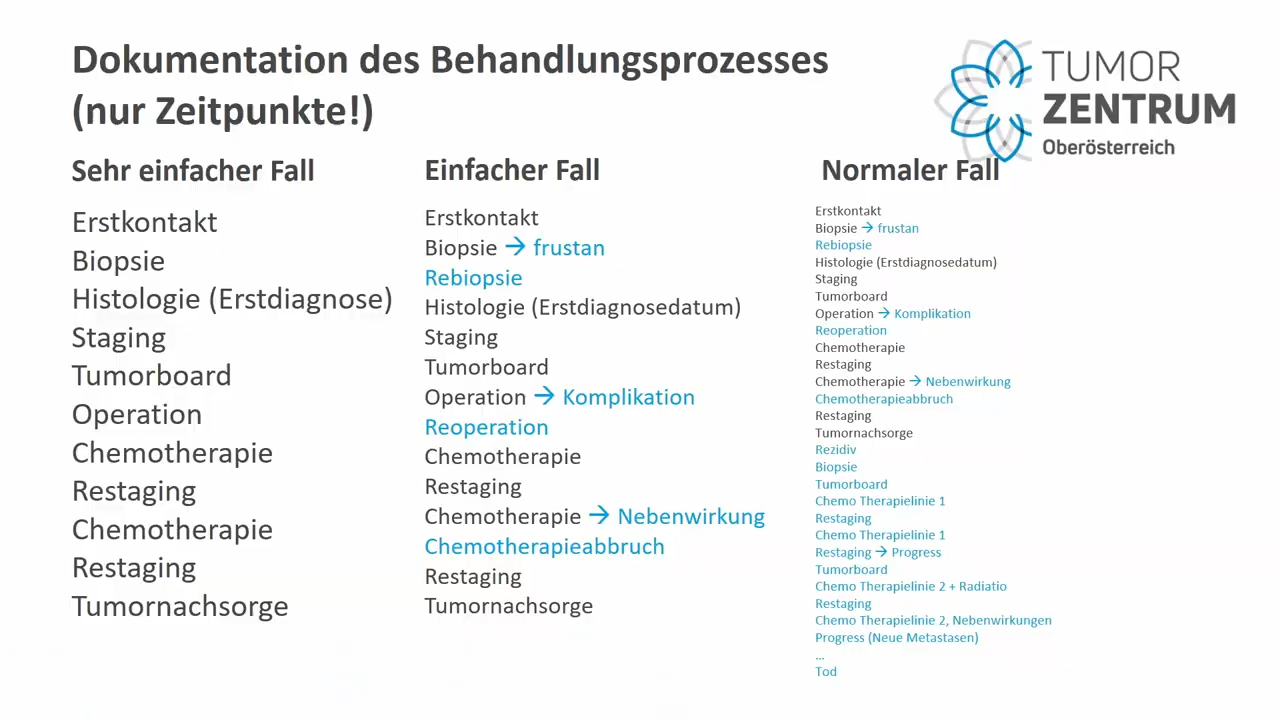 Dokumentation des Behandlungsprozesses
(nur Zeitpunkte!)
TUMOR
ZENTRUM
Oberösterreich
Sehr einfacher Fall
Erstkontakt
Biopsie
Histologie (Erstdiagnose)
Staging
Tumorboard
Operation
Chemotherapie
Restaging
Chemotherapie
Restaging
Tumornachsorge
Einfacher Fall
Erstkontakt
Biopsie → frustan
Rebiopsie
Histologie (Erstdiagnosedatum)
Staging
Tumorboard
Operation → Komplikation
Reoperation
Chemotherapie
Restaging
Chemotherapie → Nebenwirkung
Chemotherapieabbruch
Restaging
Tumornachsorge
Normaler Fall
Erstkontakt
Biopsie → frustan
Rebiopsie
Histologie (Erstdiagnosedatum)
Staging
Tumorboard
Operation → Komplikation
Reoperation
Chemotherapie
Restaging
Chemotherapie → Nebenwirkung
Chemotherapieabbruch
Restaging
Tumornachsorge
Rezidiv
Biopsie
Tumorboard
Chemo Therapielinie 1
Restaging
Chemo Therapielinie 1
Restaging → Progress
Tumorboard
Chemo Therapielinie 2 + Radiatio
Restaging
Chemo Therapielinie 2, Nebenwirkungen
Progress (Neue Metastasen)
...
Tod